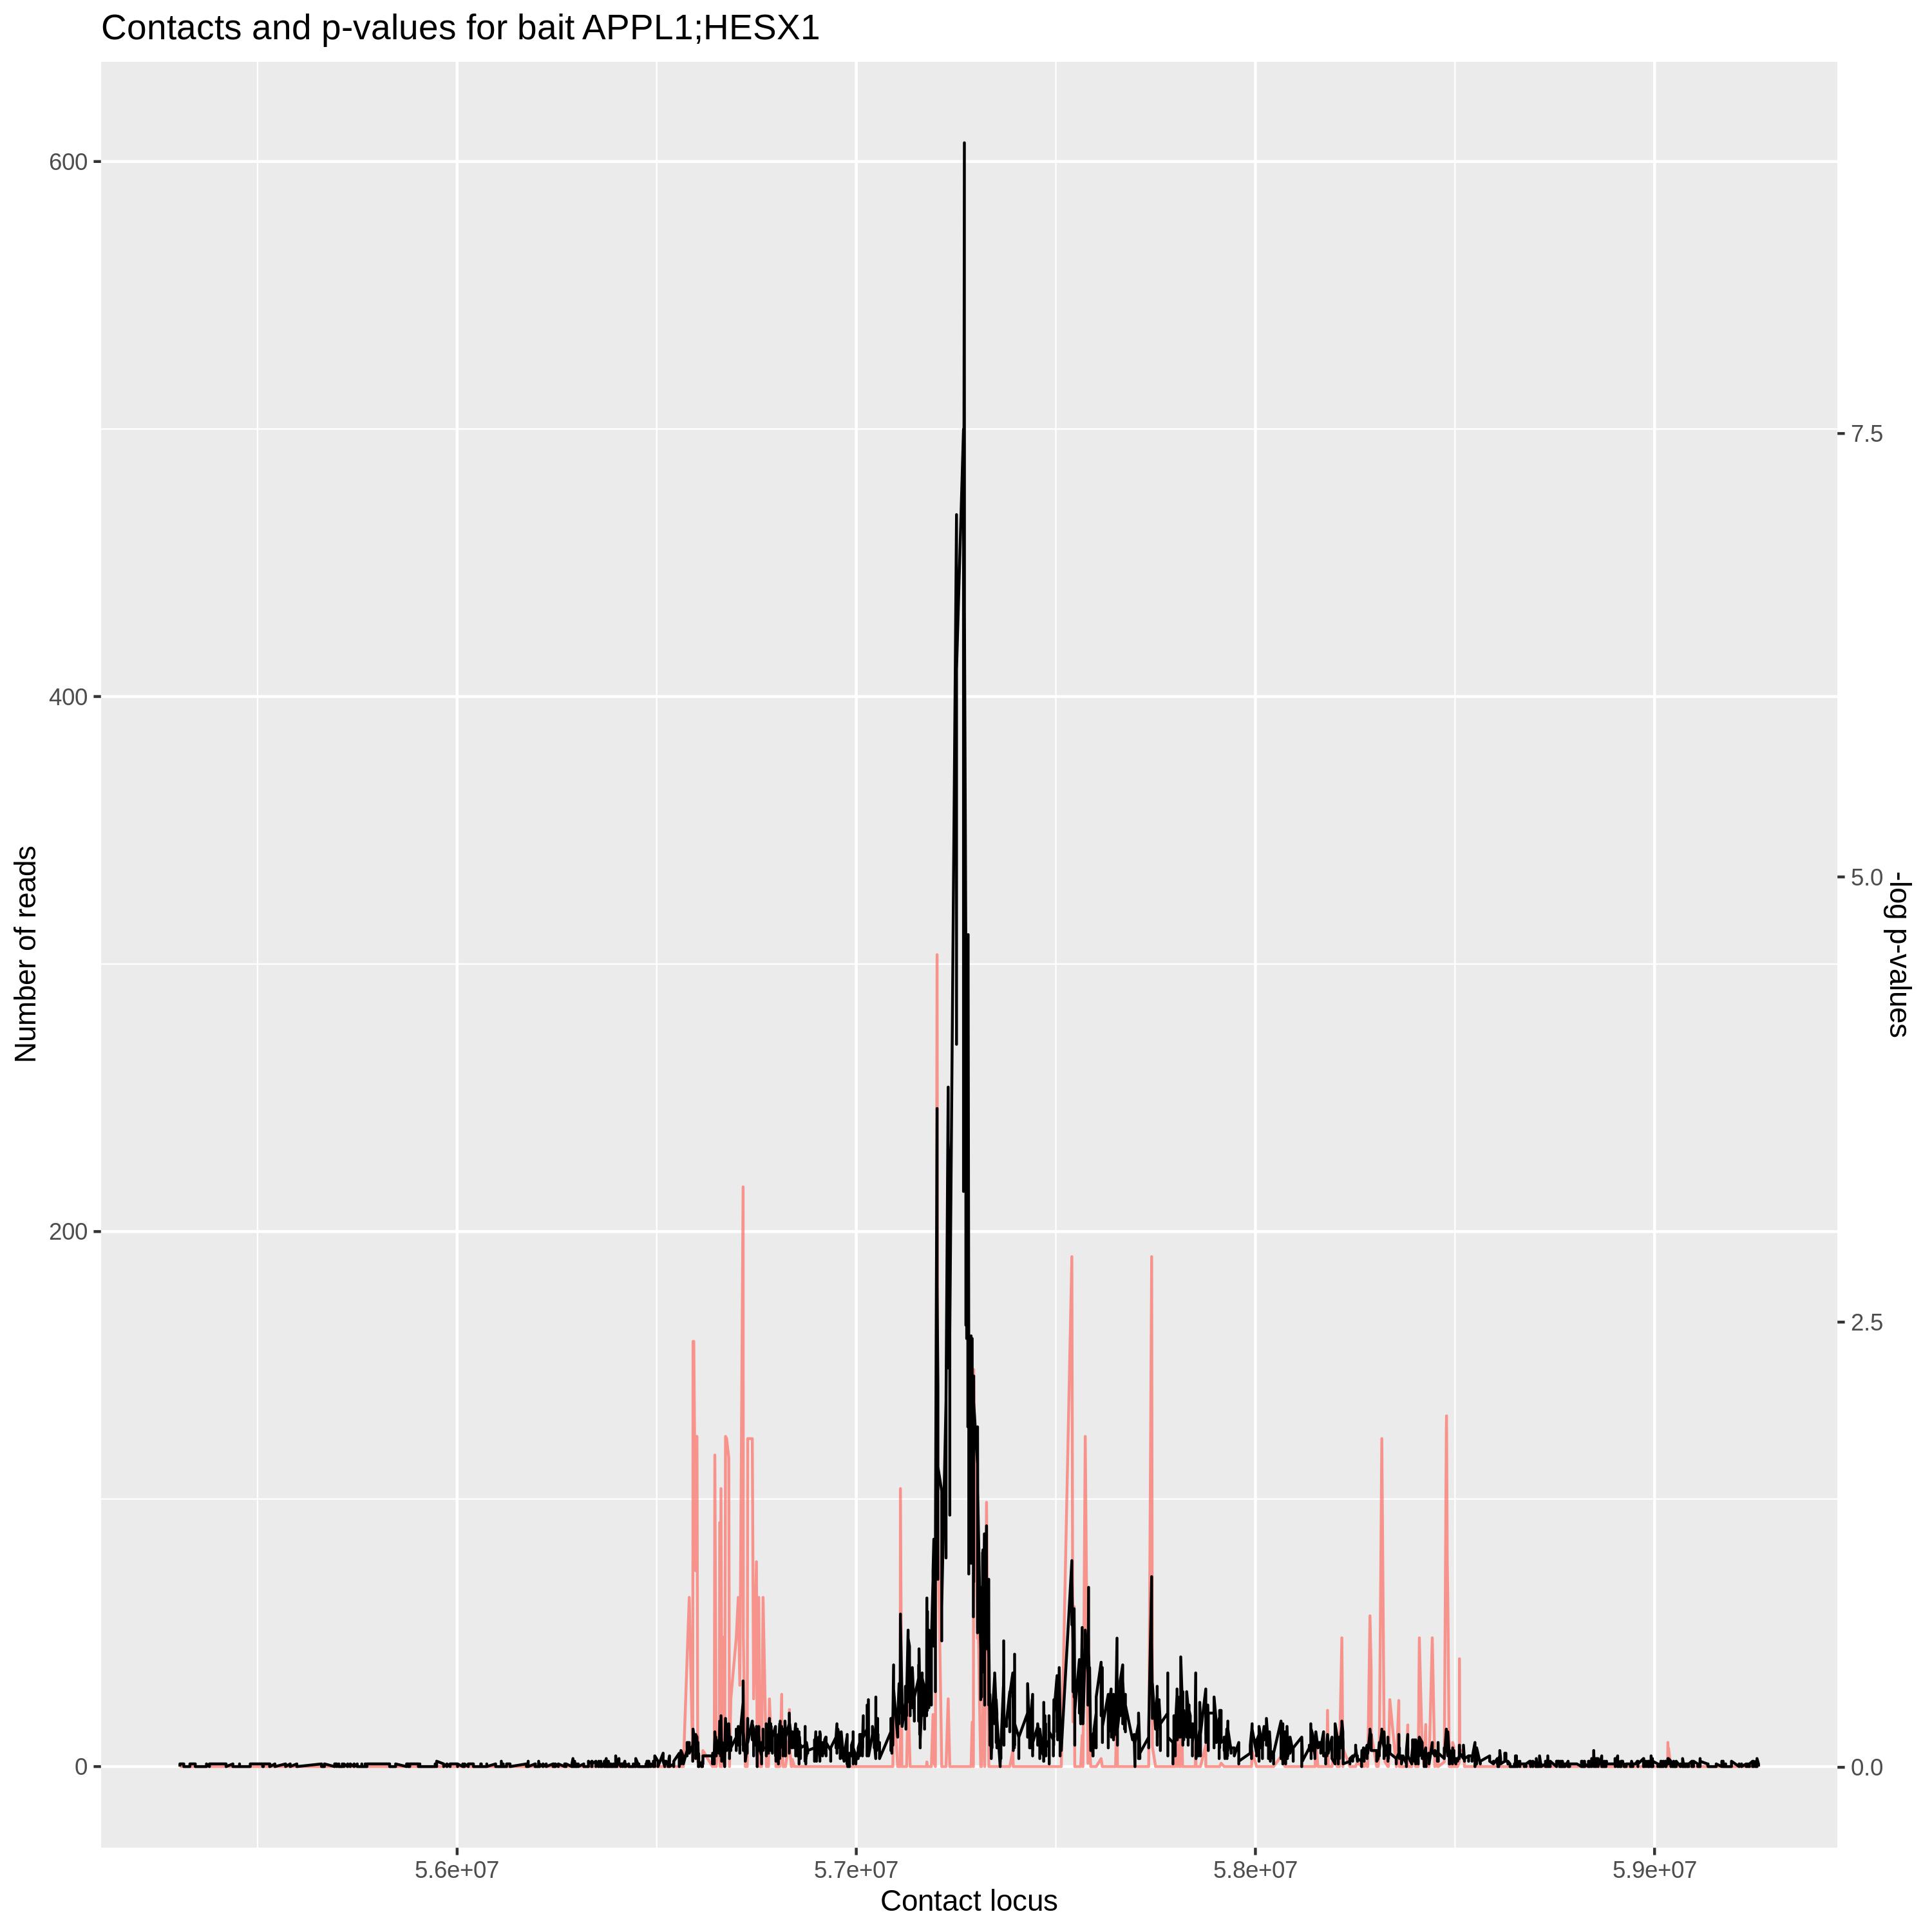 Contacts and p-values for bait APPL1;HESX1
600
400
200
0
Number of reads
7.5
5.0
2.5
0.0
-log p-values
5.6e+07
5.7e+07
5.8e+07
5.9e+07
Contact locus